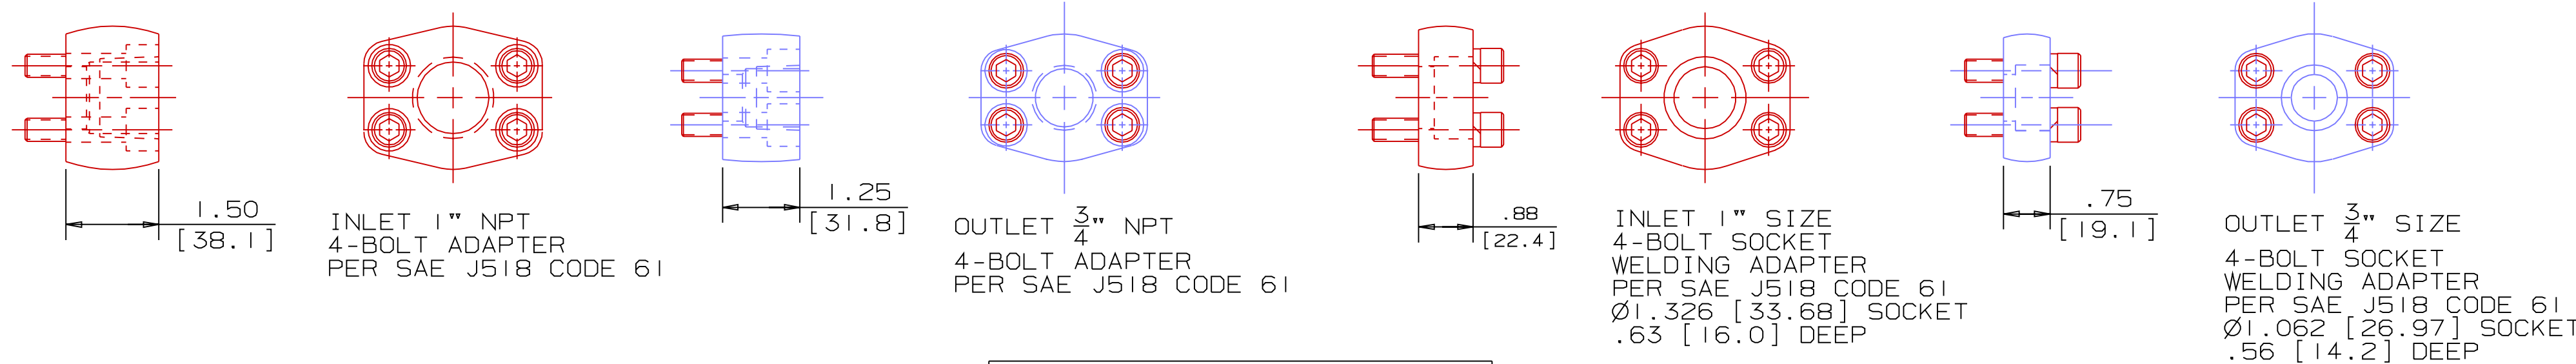 1.50
[38.1]
INLET 1" NPT
4-BOLT ADAPTER
PER SAE J518 CODE 61
1.25
[31.8]
OUTLET 3/4" NPT
4-BOLT ADAPTER
PER SAE J518 CODE 61
.88
[22.4]
INLET 1" SIZE
4-BOLT SOCKET
WELDING ADAPTER
PER SAE J518 CODE 61
Ø1.326 [33.68] SOCKET
.63 [16.0] DEEP
.75
[19.1]
OUTLET 3/4" SIZE
4-BOLT SOCKET
WELDING ADAPTER
PER SAE J518 CODE 61
Ø1.062 [26.97] SOCKET
.56 [14.2] DEEP